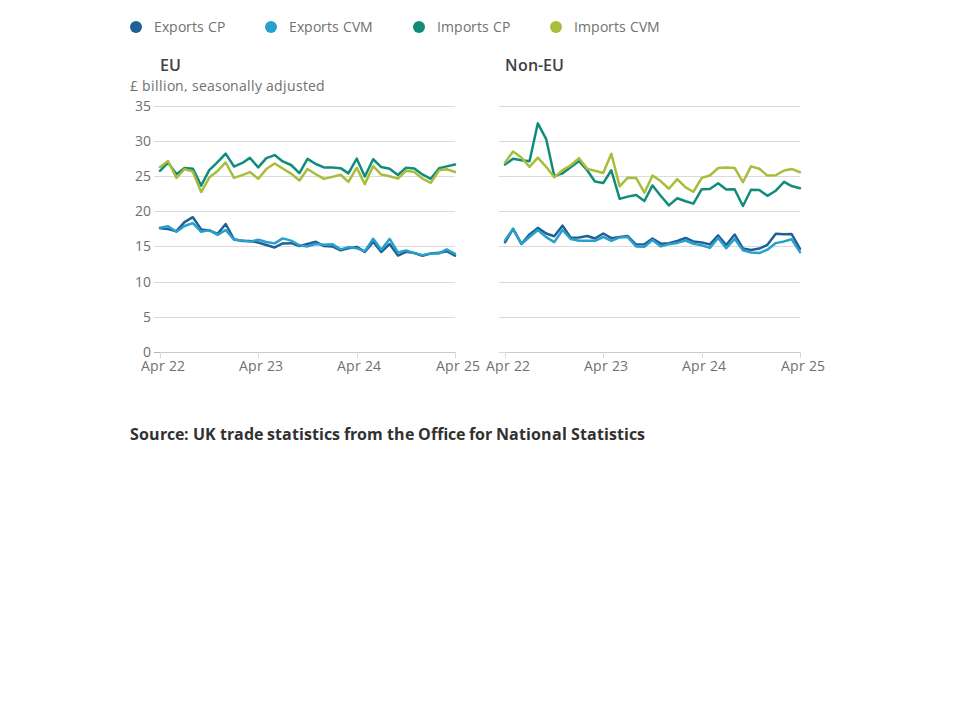 Exports CP Exports CVM Imports CP Imports CVM
EU Non-EU
£ billion, seasonally adjusted
35
30
25
20
15
10
5
0
Apr 22 Apr 23 Apr 24 Apr 25 Apr 22 Apr 23 Apr 24 Apr 25
Source: UK trade statistics from the Office for National Statistics